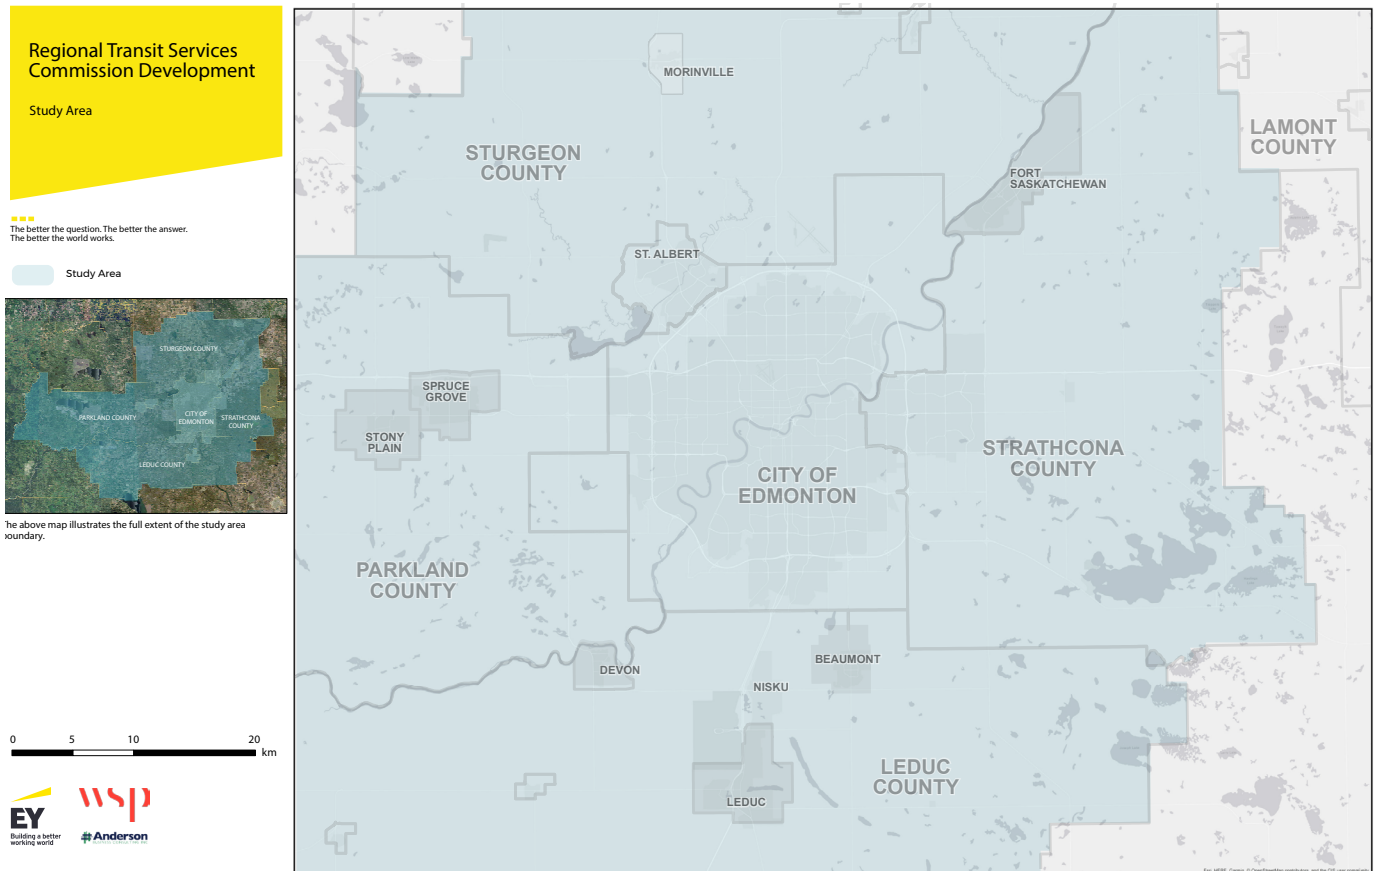 Regional Transit Services
Commission Development
Study Area
The better the question. The better the answer.
The better the world works.
Study Area
STURGEON COUNTY
PARKLAND COUNTY
CITY OF
EDMONTON
STRATHCONA
COUNTY
LEDUC COUNTY
The above map illustrates the full extent of the study area
boundary.
0 5 10 20
km
EY
Building a better
working world
wsp
Anderson
MORINVILLE
STURGEON
COUNTY
LAMONT
COUNTY
FORT
SASKATCHEWAN
ST. ALBERT
SPRUCE
GROVE
STONY
PLAIN
STRATHCONA
COUNTY
CITY OF
EDMONTON
PARKLAND
COUNTY
DEVON
BEAUMONT
NISKU
LEDUC
COUNTY
LEDUC